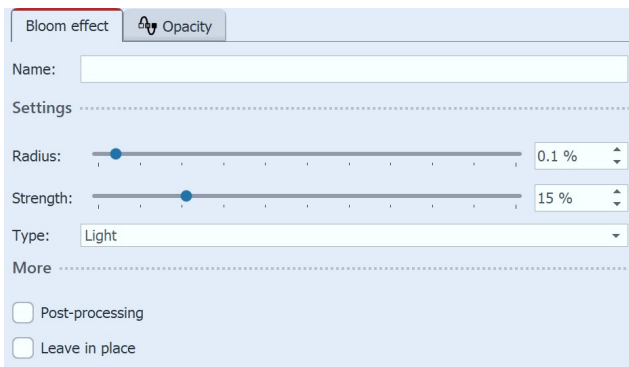 Bloom effect Opacity
Name:
Settings
Radius: 0.1 %
Strength: 15 %
Type: Light
More
Post-processing
Leave in place